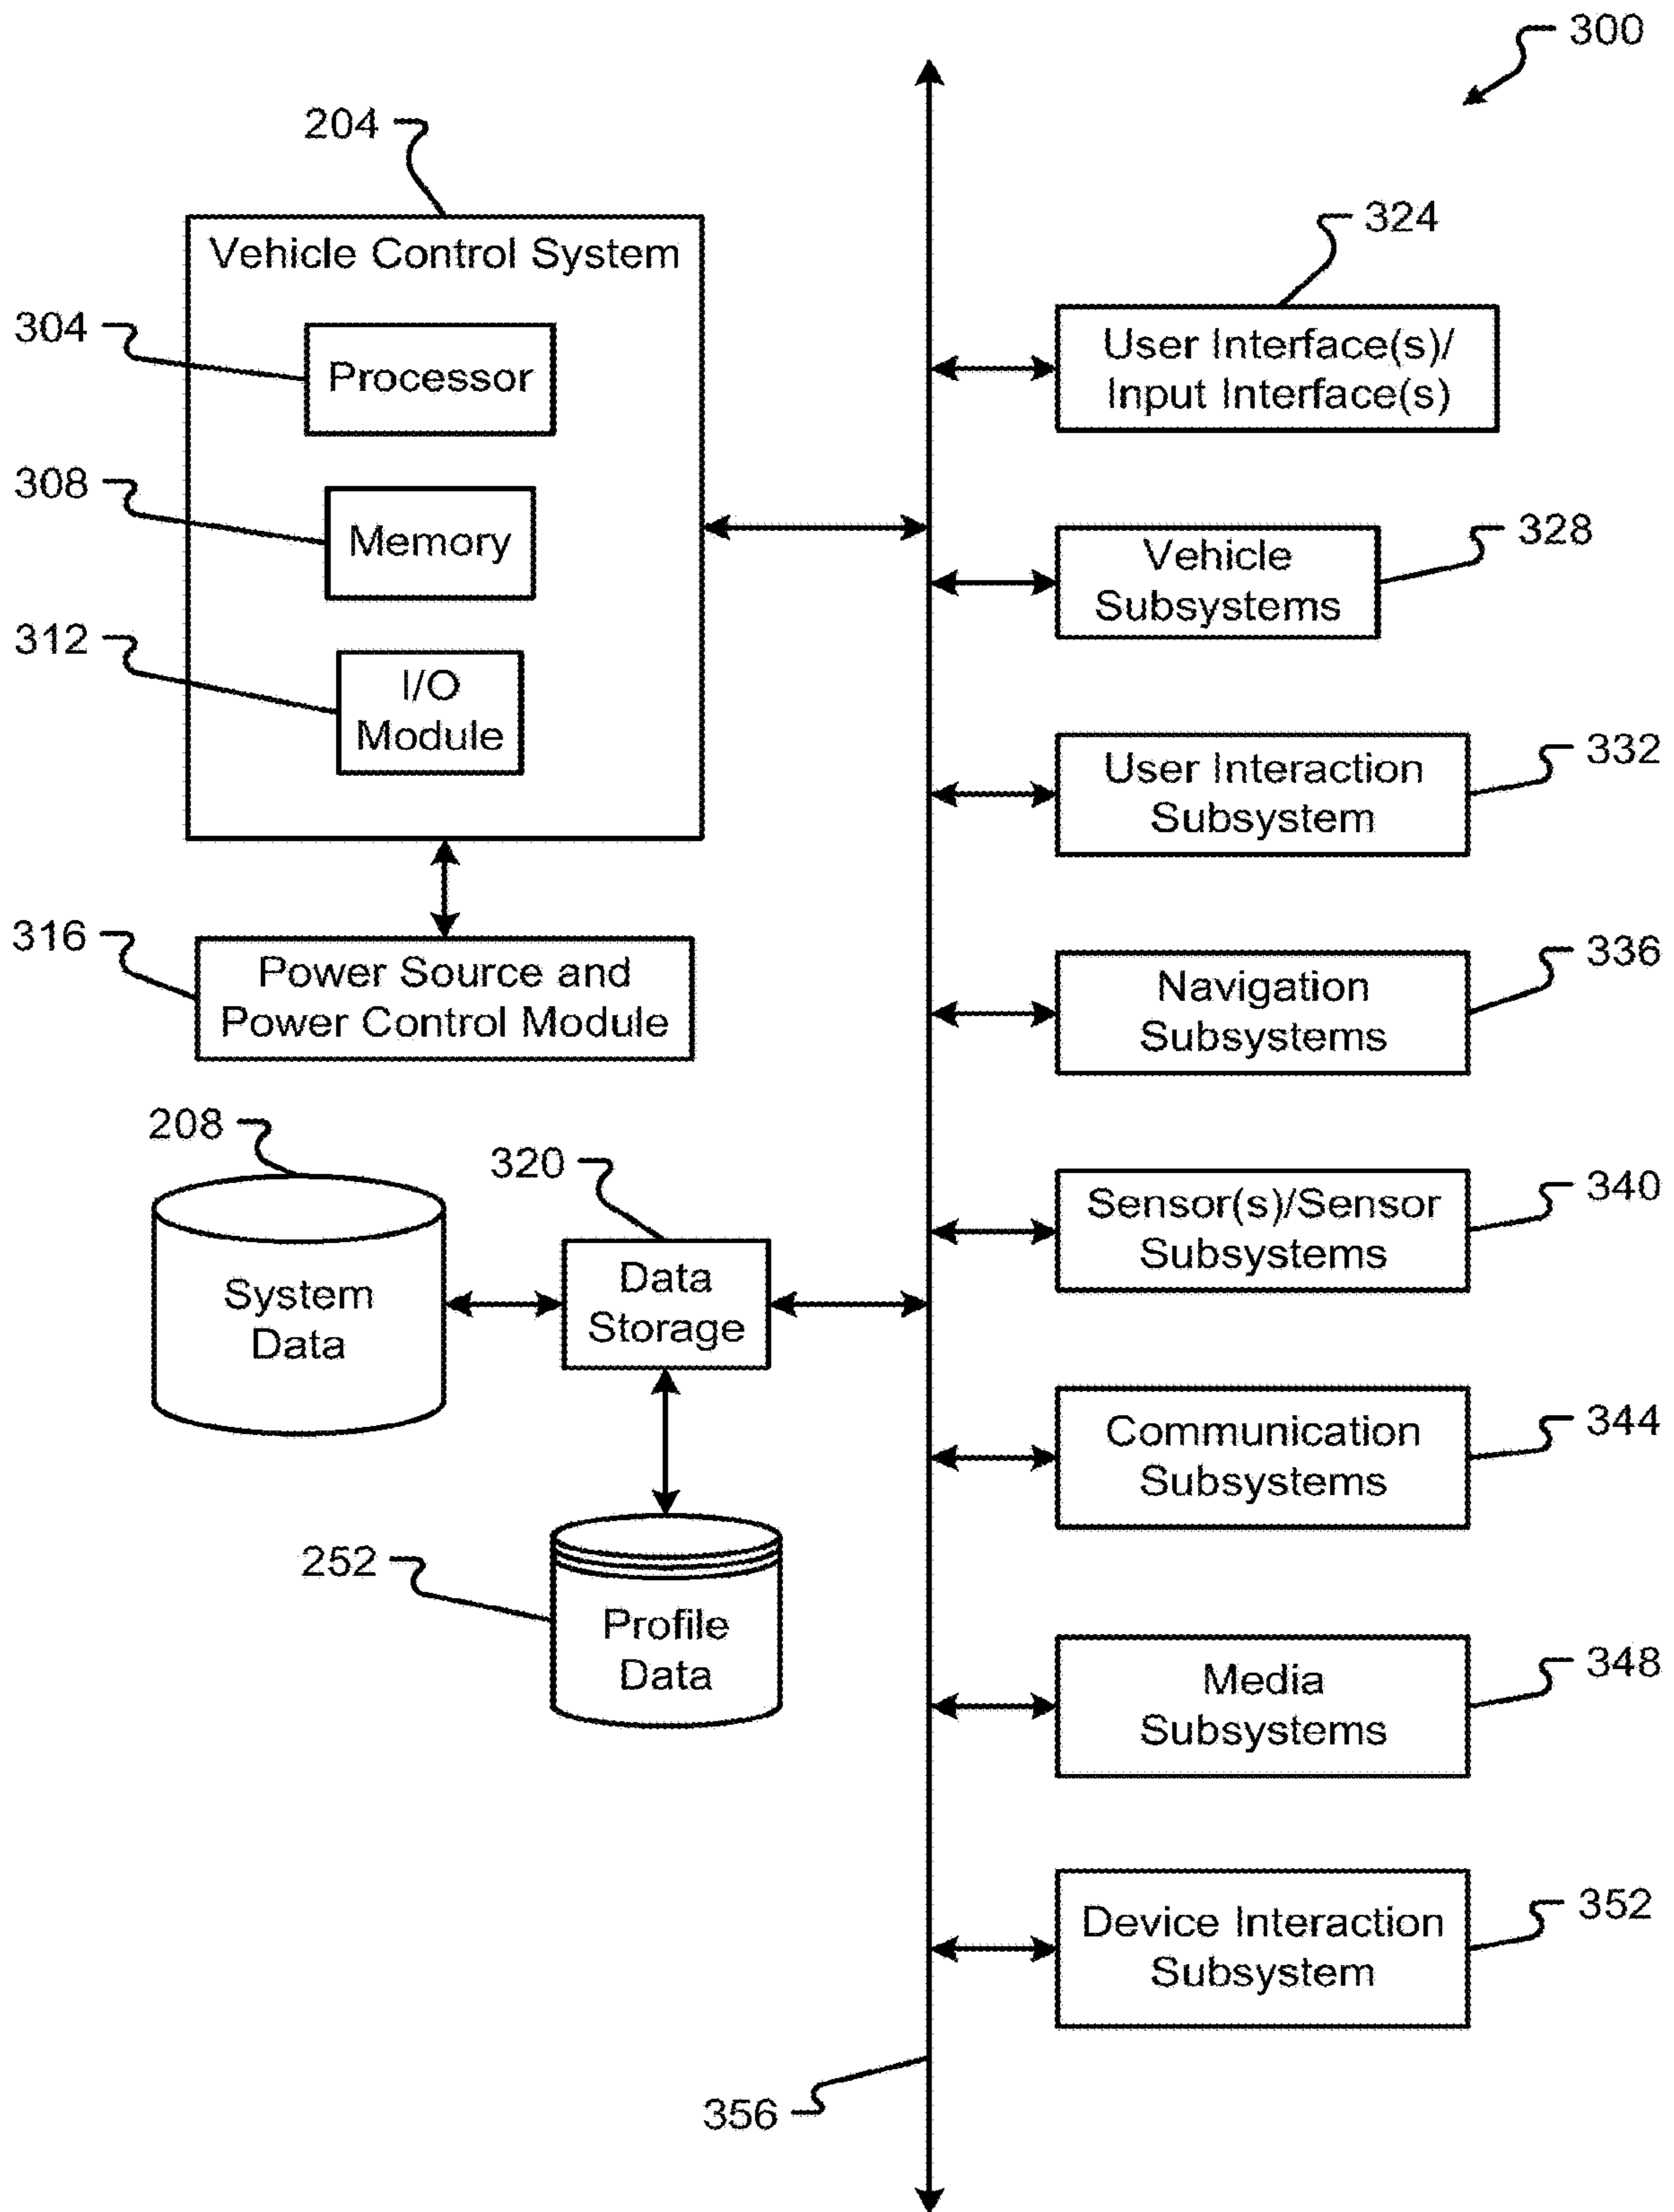 300
204
Vehicle Control System
304
Processor
308
Memory
312
I/O
Module
316
Power Source and
Power Control Module
208
System
Data
320
Data
Storage
252
Profile
Data
324
User Interface(s)/
Input Interface(s)
328
Vehicle
Subsystems
332
User Interaction
Subsystem
336
Navigation
Subsystems
340
Sensor(s)/Sensor
Subsystems
344
Communication
Subsystems
348
Media
Subsystems
352
Device Interaction
Subsystem
356